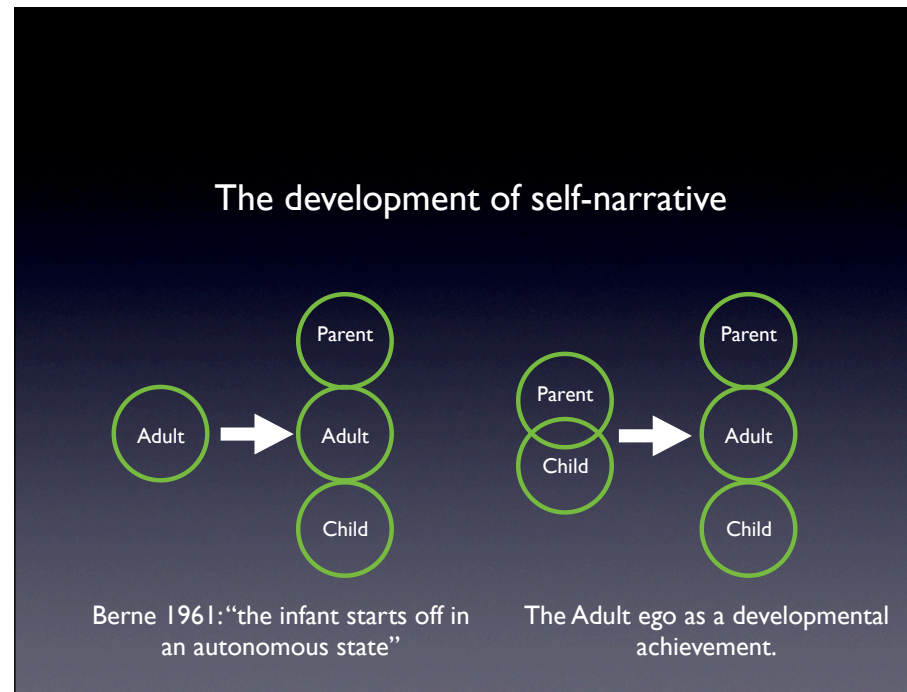 The development of self-narrative
Parent
Adult
Adult
Child
Parent
Child
Parent
Adult
Child
Berne 1961: “the infant starts off in
an autonomous state”
The Adult ego as a developmental
achievement.